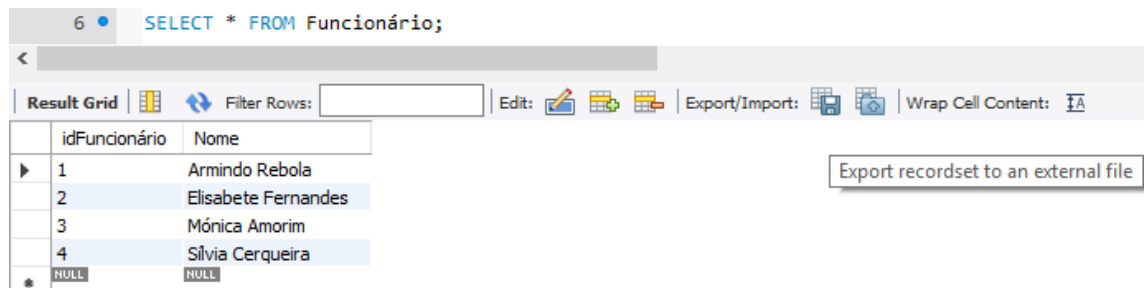 6 SELECT * FROM Funcionário;
Result Grid Filter Rows: Edit: Export/Import: Wrap Cell Content: IA
idFuncionário Nome
1 Armindo Rebola
Export recordset to an external file
2 Elisabete Fernandes
3 Mónica Amorim
4 Sílvia Cerqueira
NULL NULL